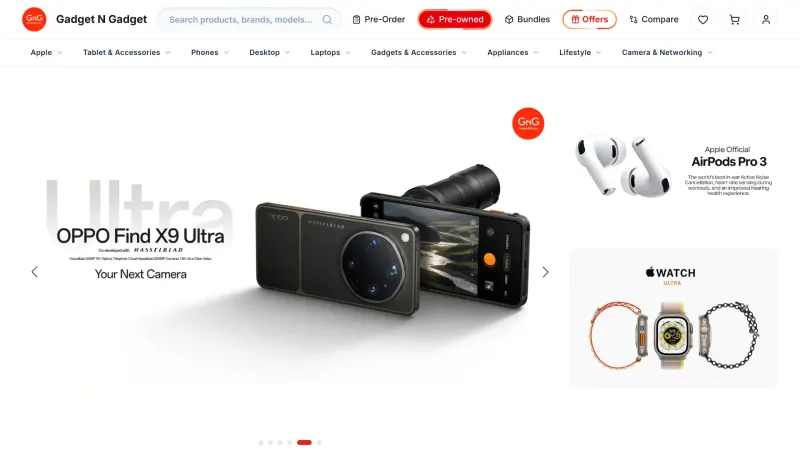 GnG
Gadget N Gadget
Search products, brands, models...
Pre-Order
Pre-owned
Bundles
Offers
Compare
Apple
Tablet & Accessories
Phones
Desktop
Laptops
Gadgets & Accessories
Appliances
Lifestyle
Camera & Networking
GNG
Ultra
OPPO Find X9 Ultra
Co-developed with HASSELBLAD
Your Next Camera
OPPO
HASSELBLAD
Apple Official
AirPods Pro 3
The world's best in-ear Active Noise
Cancellation, heart rate sensing during
workouts, and an improved hearing
health experience
WATCH
ULTRA